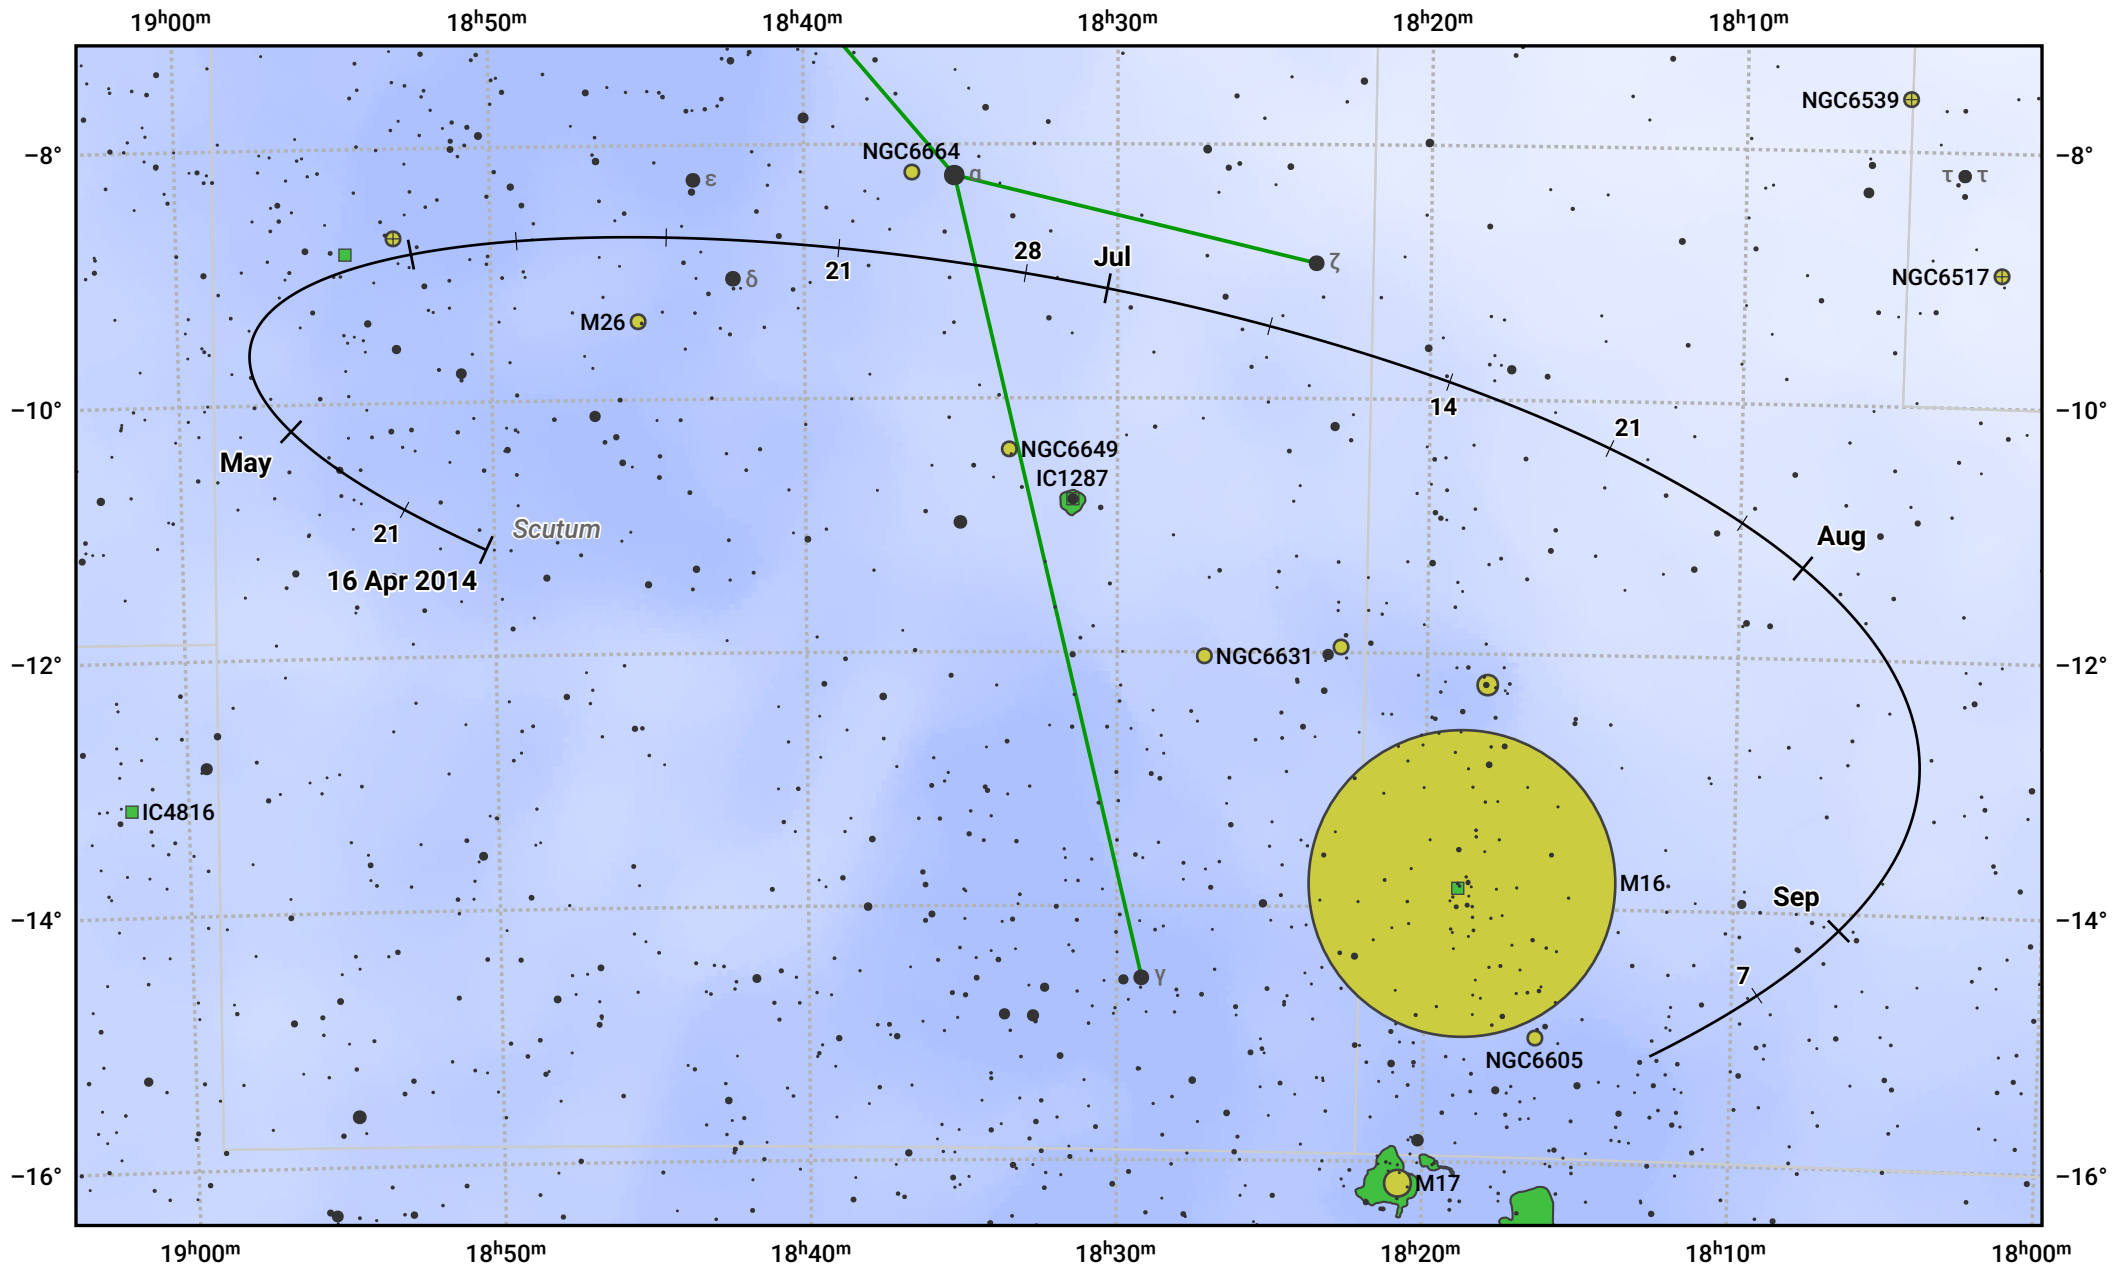 19ʰ00ᵐ 18ʰ50ᵐ 18ʰ40ᵐ 18ʰ30ᵐ 18ʰ20ᵐ 18ʰ10ᵐ
NGC6539
NGC6664
−8° −8°
α
ε
τ τ
28
Jul
ζ
21
δ
NGC6517
M26
−10° 14 −10°
21
May
NGC6649
IC1287
21
Scutum
Aug
16 Apr 2014
−12° NGC6631 −12°
IC4816
M16
Sep
−14° −14°
γ
7
NGC6605
−16° M17 −16°
19ʰ00ᵐ 18ʰ50ᵐ 18ʰ40ᵐ 18ʰ30ᵐ 18ʰ20ᵐ 18ʰ10ᵐ 18ʰ00ᵐ